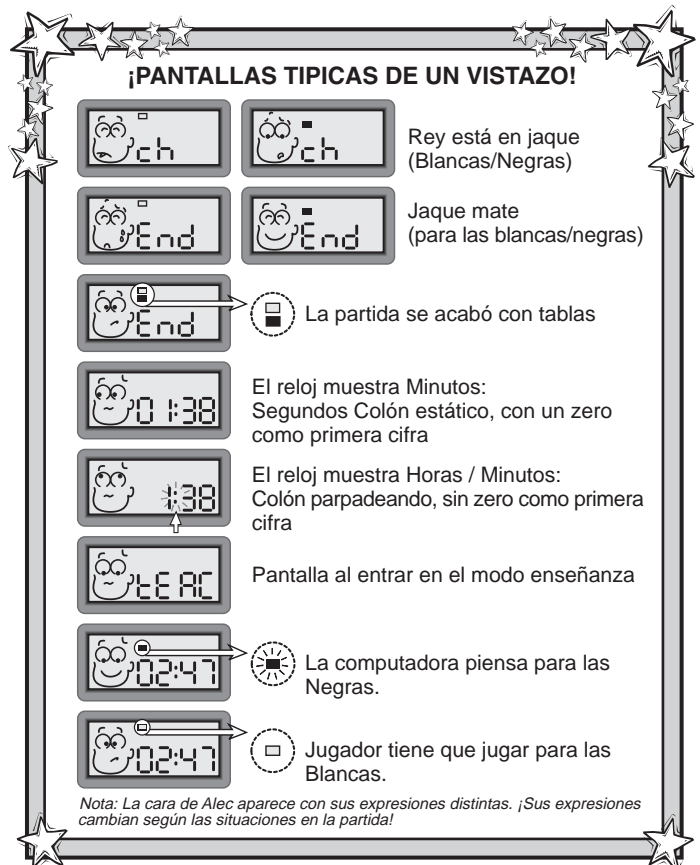 ¡PANTALLAS TIPICAS DE UN VISTAZO!
ch
ch
Rey está en jaque
(Blancas/Negras)
End
End
Jaque mate
(para las blancas/negras)
End
La partida se acabó con tablas
01:38
El reloj muestra Minutos:
Segundos Colón estático, con un zero
como primera cifra
1:38
El reloj muestra Horas / Minutos:
Colón parpadeando, sin zero como primera
cifra
tEAC
Pantalla al entrar en el modo enseñanza
02:47
La computadora piensa para las
Negras.
02:47
Jugador tiene que jugar para las
Blancas.
Nota: La cara de Alec aparece con sus expresiones distintas. ¡Sus expresiones
cambian según las situaciones en la partida!